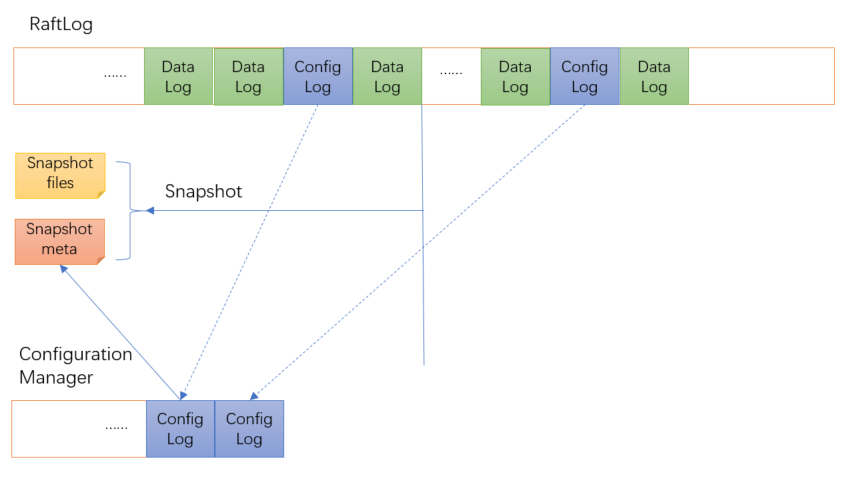 RaftLog
......
Data
Log
Data
Log
Config
Log
Data
Log
......
Data
Log
Config
Log
Data
Log
Snapshot
files
Snapshot
Snapshot
meta
Configuration
Manager
......
Config
Log
Config
Log